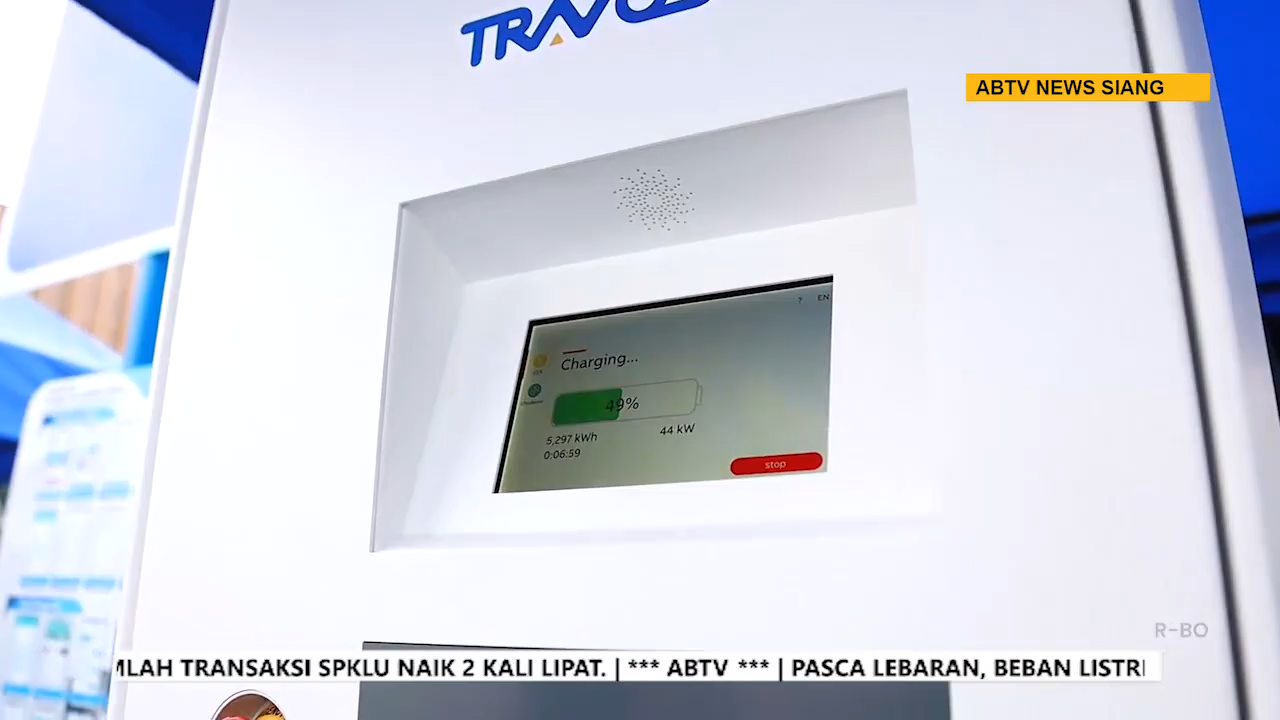 ABTV NEWS SIANG
? EN
Charging...
49%
5,297 kWh
44 kW
0:06:59
stop
R-BO
MLAH TRANSAKSI SPKLU NAIK 2 KALI LIPAT. | *** ABTV *** | PASCA LEBARAN, BEBAN LISTRI